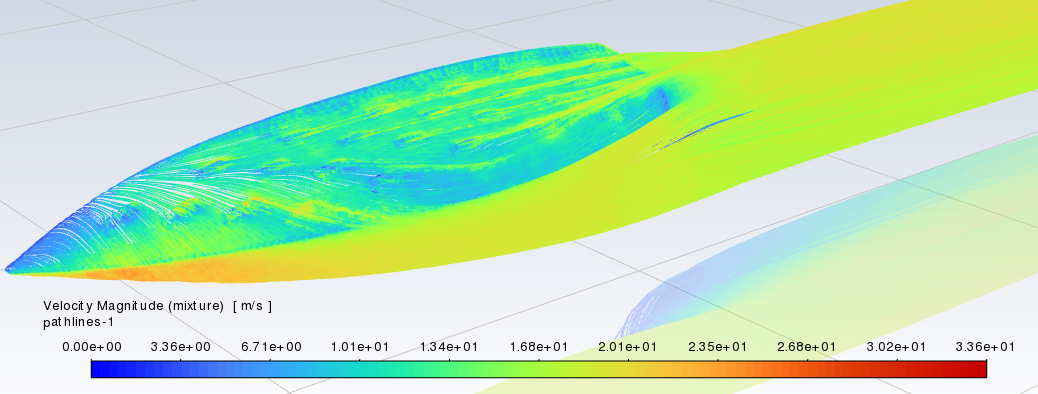 Velocity Magnitude (mixture) [ m/s ]
pathlines-1
0.00e+00 3.36e+00 6.71e+00 1.01e+01 1.34e+01 1.68e+01 2.01e+01 2.35e+01 2.68e+01 3.02e+01 3.36e+01